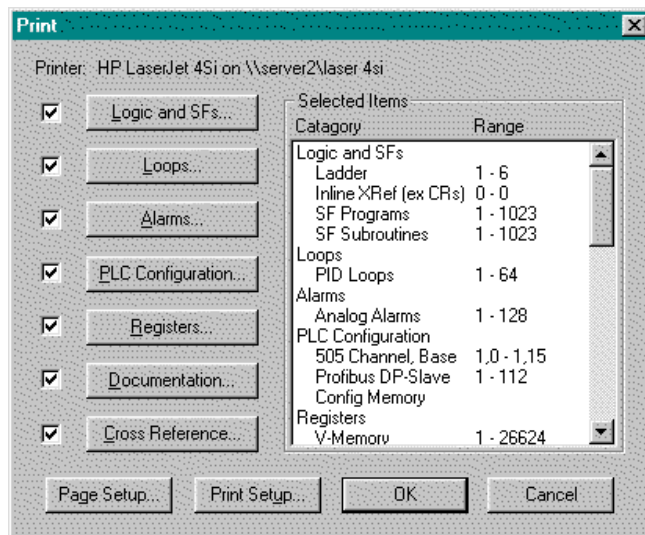 Print
Printer: HP LaserJet 4Si on \\server2\laser 4si
Logic and SFs...
Loops...
Alarms...
PLC Configuration...
Registers...
Documentation...
Cross Reference...
Selected Items
Catagory Range
Logic and SFs
Ladder 1 - 6
Inline XRef (ex CRs) 0 - 0
SF Programs 1 - 1023
SF Subroutines 1 - 1023
Loops
PID Loops 1 - 64
Alarms
Analog Alarms 1 - 128
PLC Configuration
505 Channel, Base 1,0 - 1,15
Profibus DP-Slave 1 - 112
Config Memory
Registers
V-Memory 1 - 26624
Page Setup... Print Setup... OK Cancel